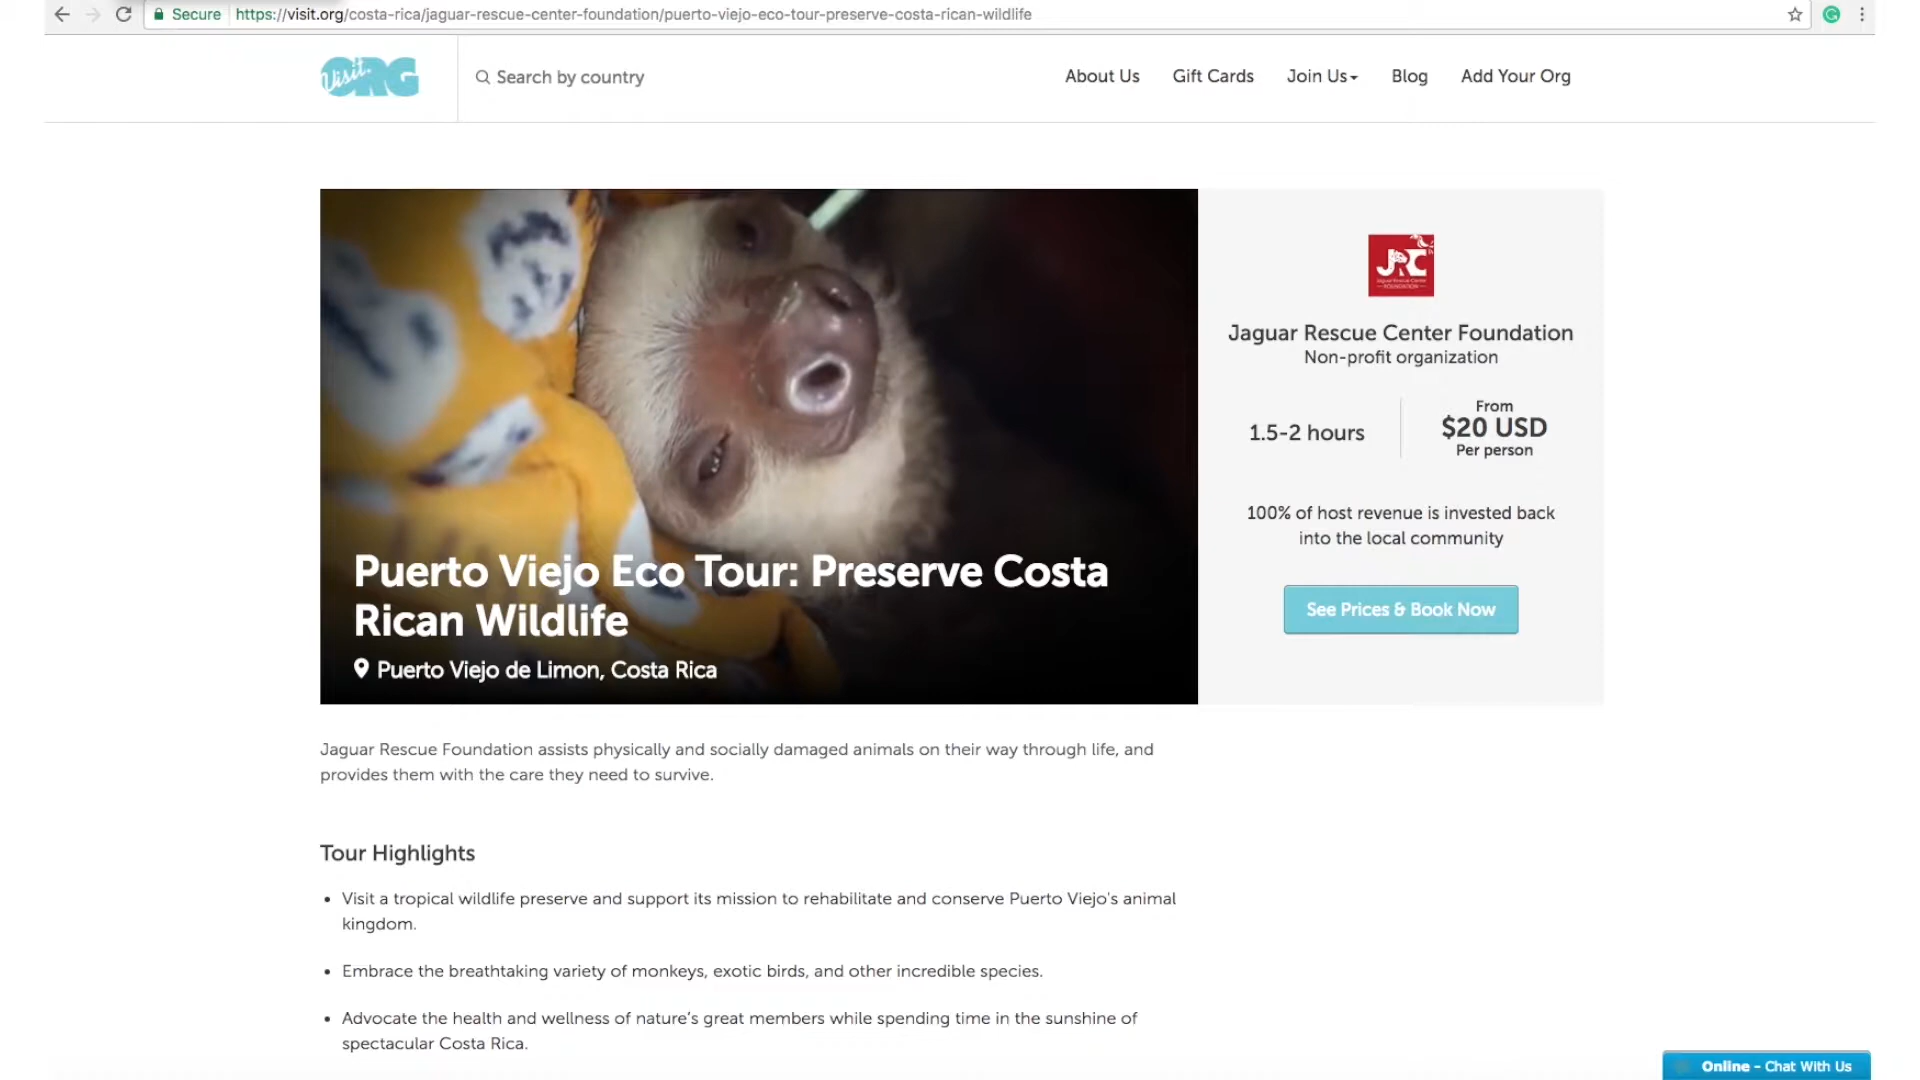 Secure https://visit.org/costa-rica/jaguar-rescue-center-foundation/puerto-viejo-eco-tour-preserve-costa-rican-wildlife
Visit.ORG
Search by country
About Us Gift Cards Join Us Blog Add Your Org
JRC
Jaguar Rescue Center
FOUNDATION
Jaguar Rescue Center Foundation
Non-profit organization
1.5-2 hours
From
$20 USD
Per person
100% of host revenue is invested back
into the local community
See Prices & Book Now
Puerto Viejo Eco Tour: Preserve Costa
Rican Wildlife
Puerto Viejo de Limon, Costa Rica
Jaguar Rescue Foundation assists physically and socially damaged animals on their way through life, and
provides them with the care they need to survive.
Tour Highlights
• Visit a tropical wildlife preserve and support its mission to rehabilitate and conserve Puerto Viejo's animal
kingdom.
• Embrace the breathtaking variety of monkeys, exotic birds, and other incredible species.
• Advocate the health and wellness of nature’s great members while spending time in the sunshine of
spectacular Costa Rica.
Online - Chat With Us